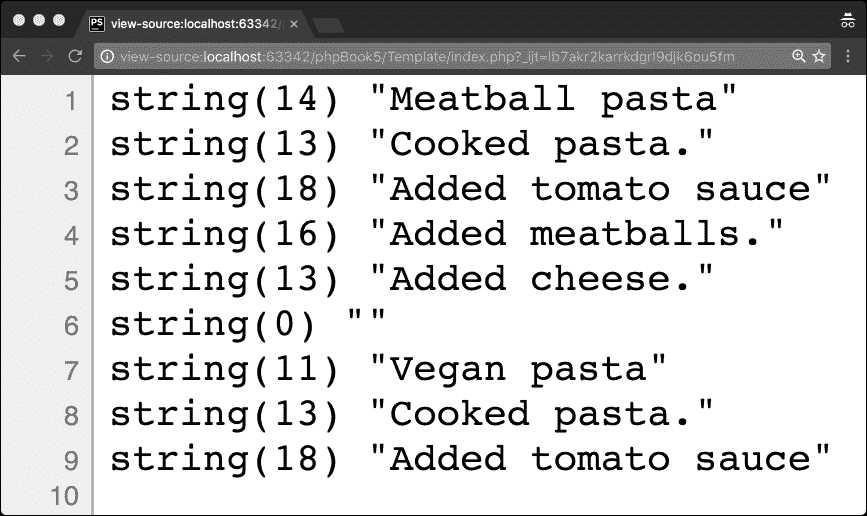 PS view-source:localhost:63342/
view-source:localhost:63342/phpBook5/Template/index.php?_ijt=lb7akr2karrkdgrl9djk6ou5fm
1 string(14) "Meatball pasta"
2 string(13) "Cooked pasta."
3 string(18) "Added tomato sauce"
4 string(16) "Added meatballs."
5 string(13) "Added cheese."
6 string(0) ""
7 string(11) "Vegan pasta"
8 string(13) "Cooked pasta."
9 string(18) "Added tomato sauce"
10